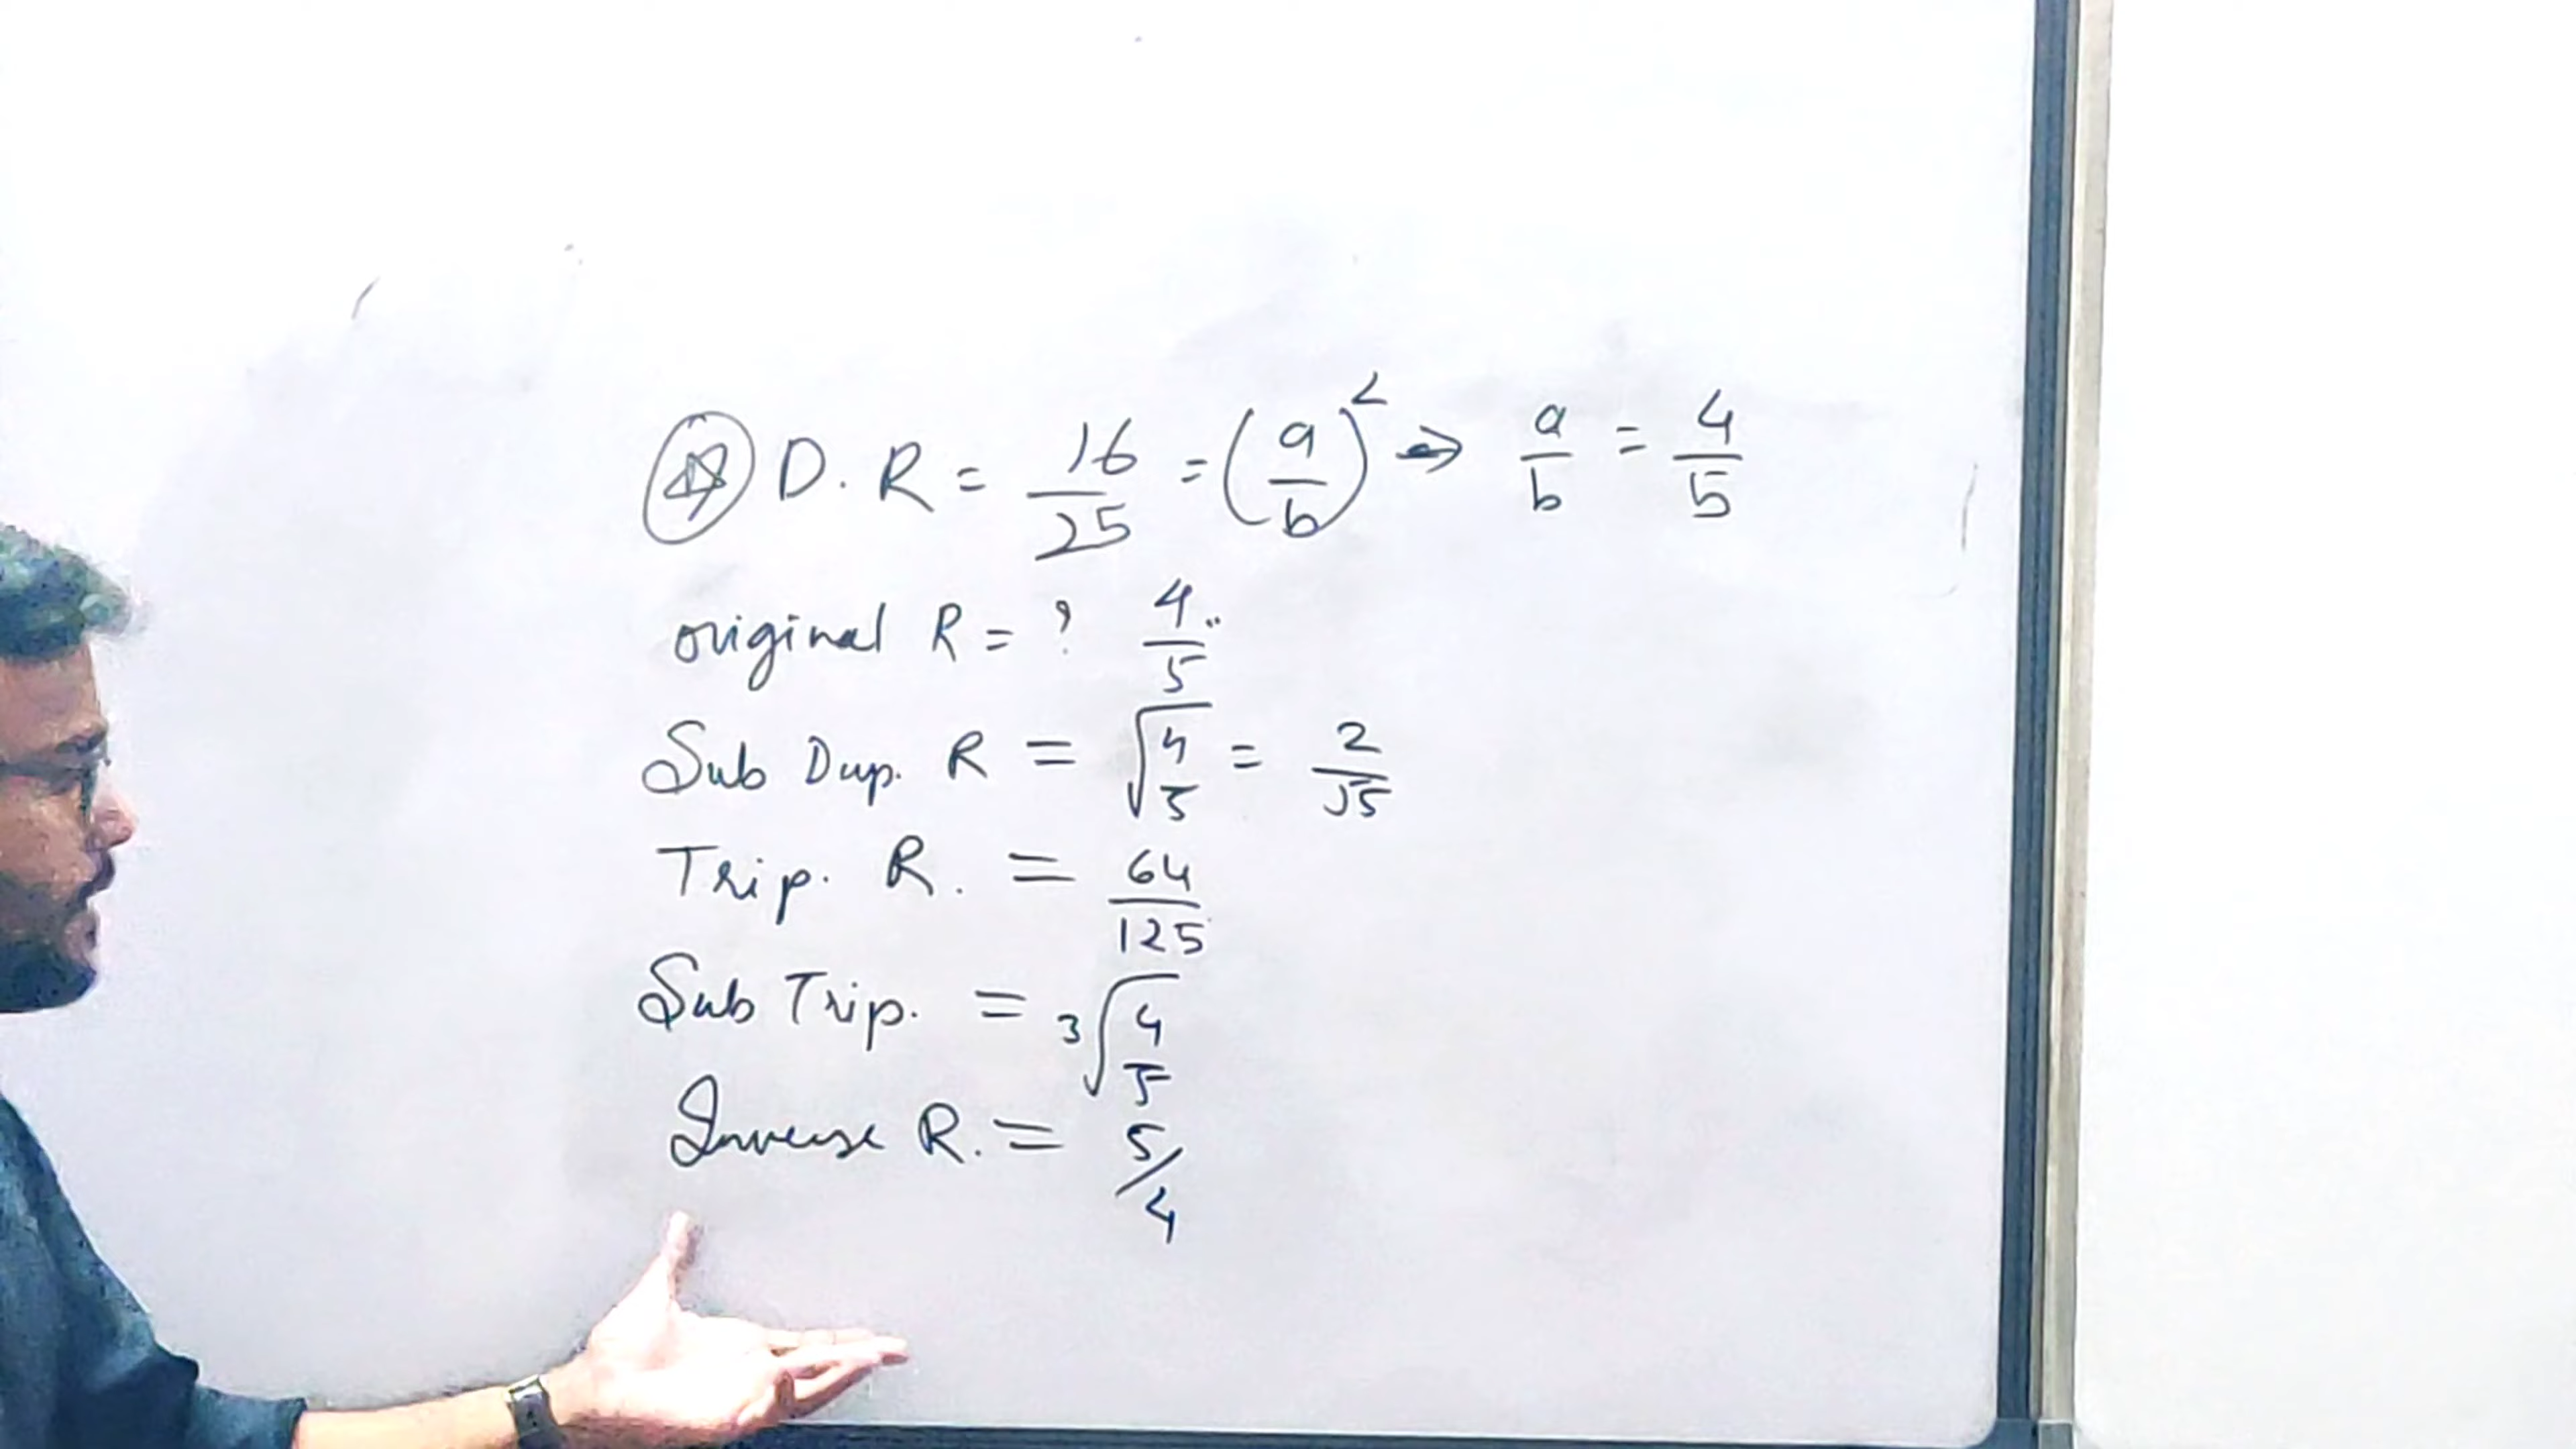 D. R = 16/25 = (a/b)² ⇒ a/b = 4/5
original R = ? 4/5
Sub Dup. R = √4/5 = 2/√5
Trip. R. = 64/125
Sub Trip. = ³√4/5
Inverse R. = 5/4